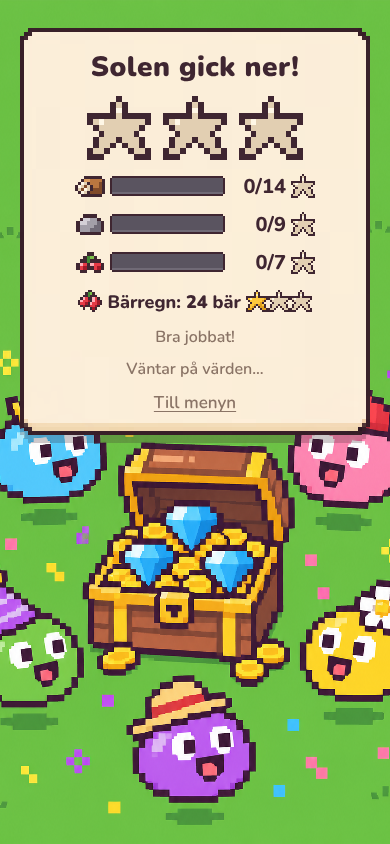 Solen gick ner!
0/14
0/9
0/7
Bärregn: 24 bär
Bra jobbat!
Väntar på värden...
Till menyn